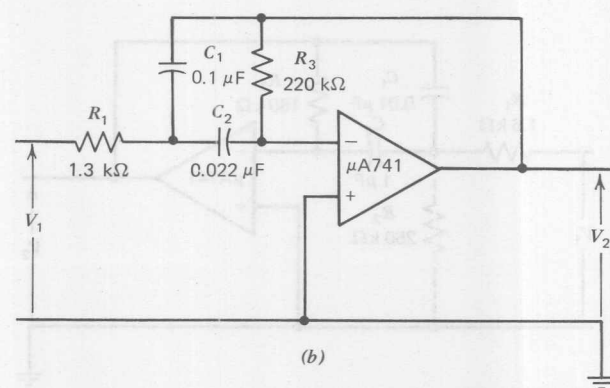 C1
0.1 µF
R3
220 kΩ
R1
1.3 kΩ
C2
0.022 µF
−
+
µA741
V1
V2
(b)